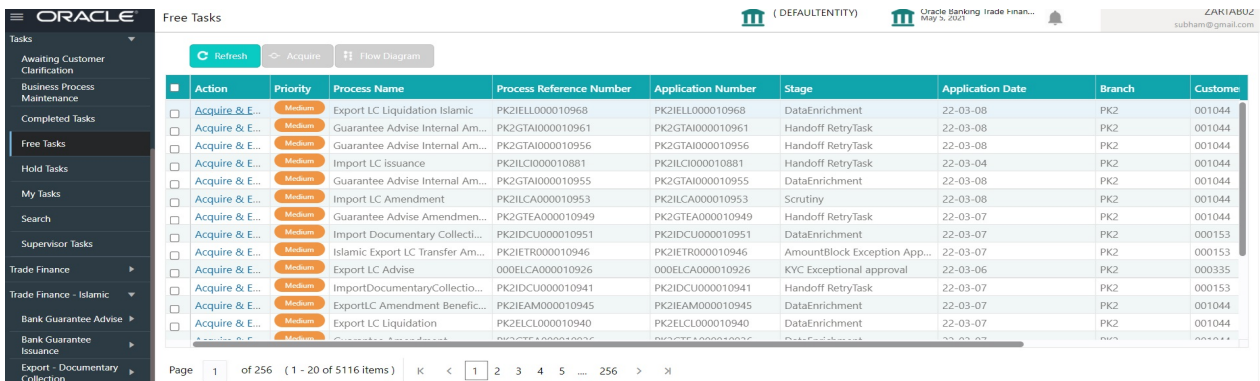 ORACLE
Free Tasks
( DEFAULTENTITY)
Oracle Banking Trade Finan...
May 5, 2021
ZARTAB02
subham@gmail.com
Tasks
Awaiting Customer
Clarification
Business Process
Maintenance
Completed Tasks
Free Tasks
Hold Tasks
My Tasks
Search
Supervisor Tasks
Trade Finance
Trade Finance - Islamic
Bank Guarantee Advise
Bank Guarantee
Issuance
Export - Documentary
Collection
Refresh Acquire Flow Diagram
Action Priority Process Name Process Reference Number Application Number Stage Application Date Branch Custome
Acquire & E... Medium Export LC Liquidation Islamic PK2IELL000010968 PK2IELL000010968 DataEnrichment 22-03-08 PK2 001044
Acquire & E... Medium Guarantee Advise Internal Am... PK2GTAI000010961 PK2GTAI000010961 Handoff RetryTask 22-03-08 PK2 001044
Acquire & E... Medium Guarantee Advise Internal Am... PK2GTAI000010956 PK2GTAI000010956 Handoff RetryTask 22-03-08 PK2 001044
Acquire & E... Medium Import LC issuance PK2ILCI000010881 PK2ILCI000010881 Handoff RetryTask 22-03-04 PK2 001044
Acquire & E... Medium Guarantee Advise Internal Am... PK2GTAI000010955 PK2GTAI000010955 DataEnrichment 22-03-08 PK2 001044
Acquire & E... Medium Import LC Amendment PK2ILCA000010953 PK2ILCA000010953 Scrutiny 22-03-08 PK2 001044
Acquire & E... Medium Guarantee Advise Amendmen... PK2GTEA000010949 PK2GTEA000010949 Handoff RetryTask 22-03-07 PK2 001044
Acquire & E... Medium Import Documentary Collecti... PK2IDCU000010951 PK2IDCU000010951 Handoff RetryTask 22-03-07 PK2 000153
Acquire & E... Medium Islamic Export LC Transfer Am... PK2IETR000010946 PK2IETR000010946 AmountBlock Exception App... 22-03-07 PK2 000153
Acquire & E... Medium Export LC Advise 000ELCA000010926 000ELCA000010926 KYC Exceptional approval 22-03-06 PK2 000335
Acquire & E... Medium ImportDocumentaryCollectio... PK2IDCU000010941 PK2IDCU000010941 Handoff RetryTask 22-03-07 PK2 000153
Acquire & E... Medium ExportLC Amendment Benefic... PK2IEAM000010945 PK2IEAM000010945 DataEnrichment 22-03-07 PK2 001044
Acquire & E... Medium Export LC Liquidation PK2ELCL000010940 PK2ELCL000010940 DataEnrichment 22-03-07 PK2 001044
Page 1 of 256 (1 - 20 of 5116 items) 1 2 3 4 5 .... 256